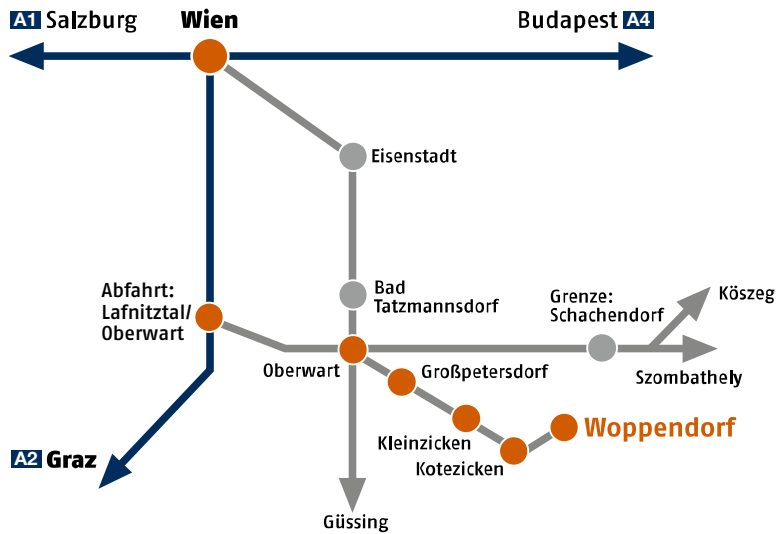 A1 Salzburg
Wien
Budapest A4
Eisenstadt
Abfahrt:
Lafnitztal/
Oberwart
Bad
Tatzmannsdorf
Grenze:
Schachendorf
Köszeg
Oberwart
Großpetersdorf
Szombathely
Kleinzicken
Kotezicken
Woppendorf
A2 Graz
Güssing